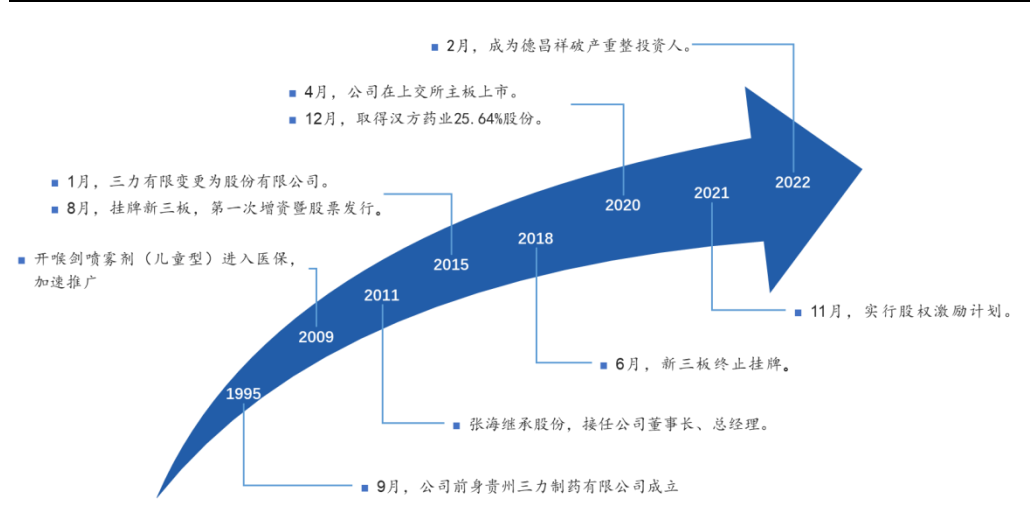 2月，成为德昌祥破产重整投资人。
4月，公司在上交所主板上市。
12月，取得汉方药业25.64%股份。
1月，三力有限变更为股份有限公司。
8月，挂牌新三板，第一次增资暨股票发行。
开喉剑喷雾剂（儿童型）进入医保，
加速推广
2022
2021
2020
2018
2015
2011
2009
1995
11月，实行股权激励计划。
6月，新三板终止挂牌。
张海继承股份，接任公司董事长、总经理。
9月，公司前身贵州三力制药有限公司成立